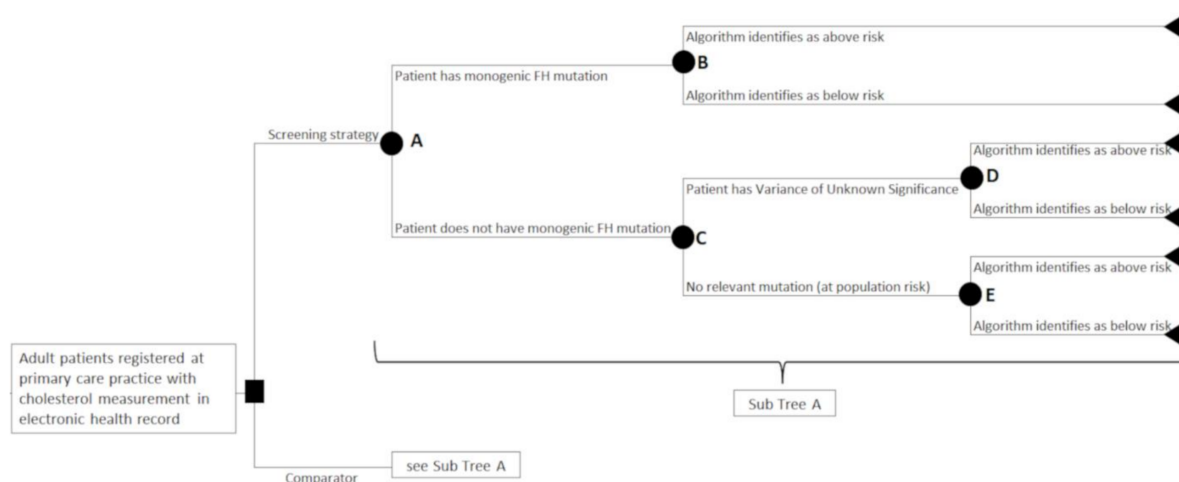 Algorithm identifies as above risk
B
Patient has monogenic FH mutation
Algorithm identifies as below risk
Screening strategy
A
Algorithm identifies as above risk
D
Patient has Variance of Unknown Significance
Algorithm identifies as below risk
Patient does not have monogenic FH mutation
C
Algorithm identifies as above risk
No relevant mutation (at population risk)
E
Algorithm identifies as below risk
Adult patients registered at
primary care practice with
cholesterol measurement in
electronic health record
Sub Tree A
see Sub Tree A
Comparator